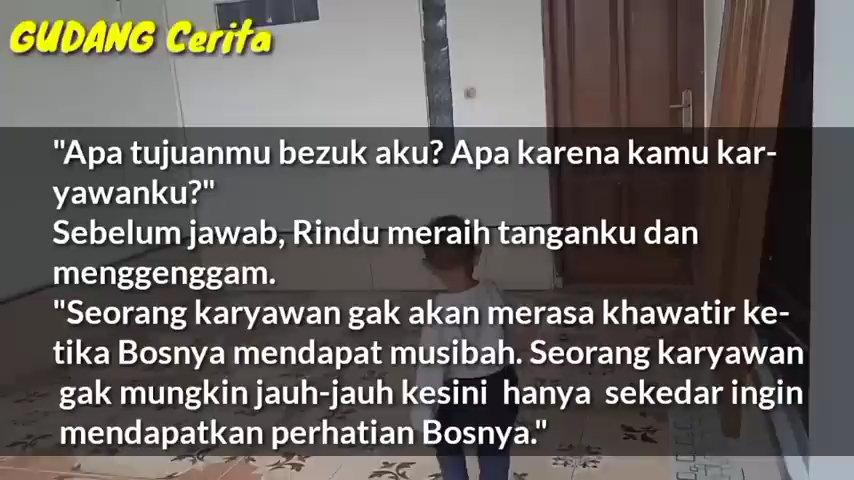 GUDANG Cerita
"Apa tujuanmu bezuk aku? Apa karena kamu kar-
yawanku?"
Sebelum jawab, Rindu meraih tanganku dan
menggenggam.
"Seorang karyawan gak akan merasa khawatir ke-
tika Bosnya mendapat musibah. Seorang karyawan
gak mungkin jauh-jauh kesini hanya sekedar ingin
mendapatkan perhatian Bosnya."